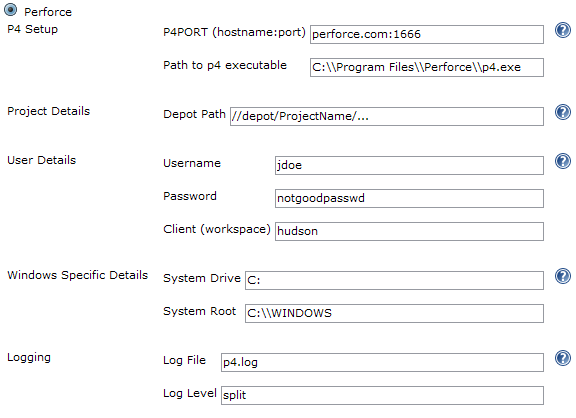 Perforce
P4 Setup P4PORT (hostname:port) perforce.com:1666
Path to p4 executable C:\\Program Files\\Perforce\\p4.exe
Project Details Depot Path //depot/ProjectName/...
User Details Username jdoe
Password notgoodpasswd
Client (workspace) hudson
Windows Specific Details System Drive C:
System Root C:\\WINDOWS
Logging Log File p4.log
Log Level split